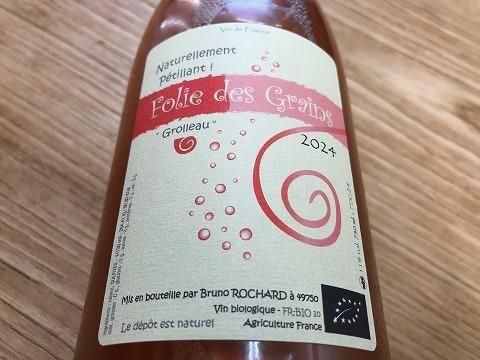 Vin de France
Naturellement
Pétillant !
Folie des Grains
"Grolleau"
2024
Mis en bouteille par Bruno ROCHARD à 49750
Vin biologique - FR-BIO 10
Agriculture France
Le dépôt est naturel